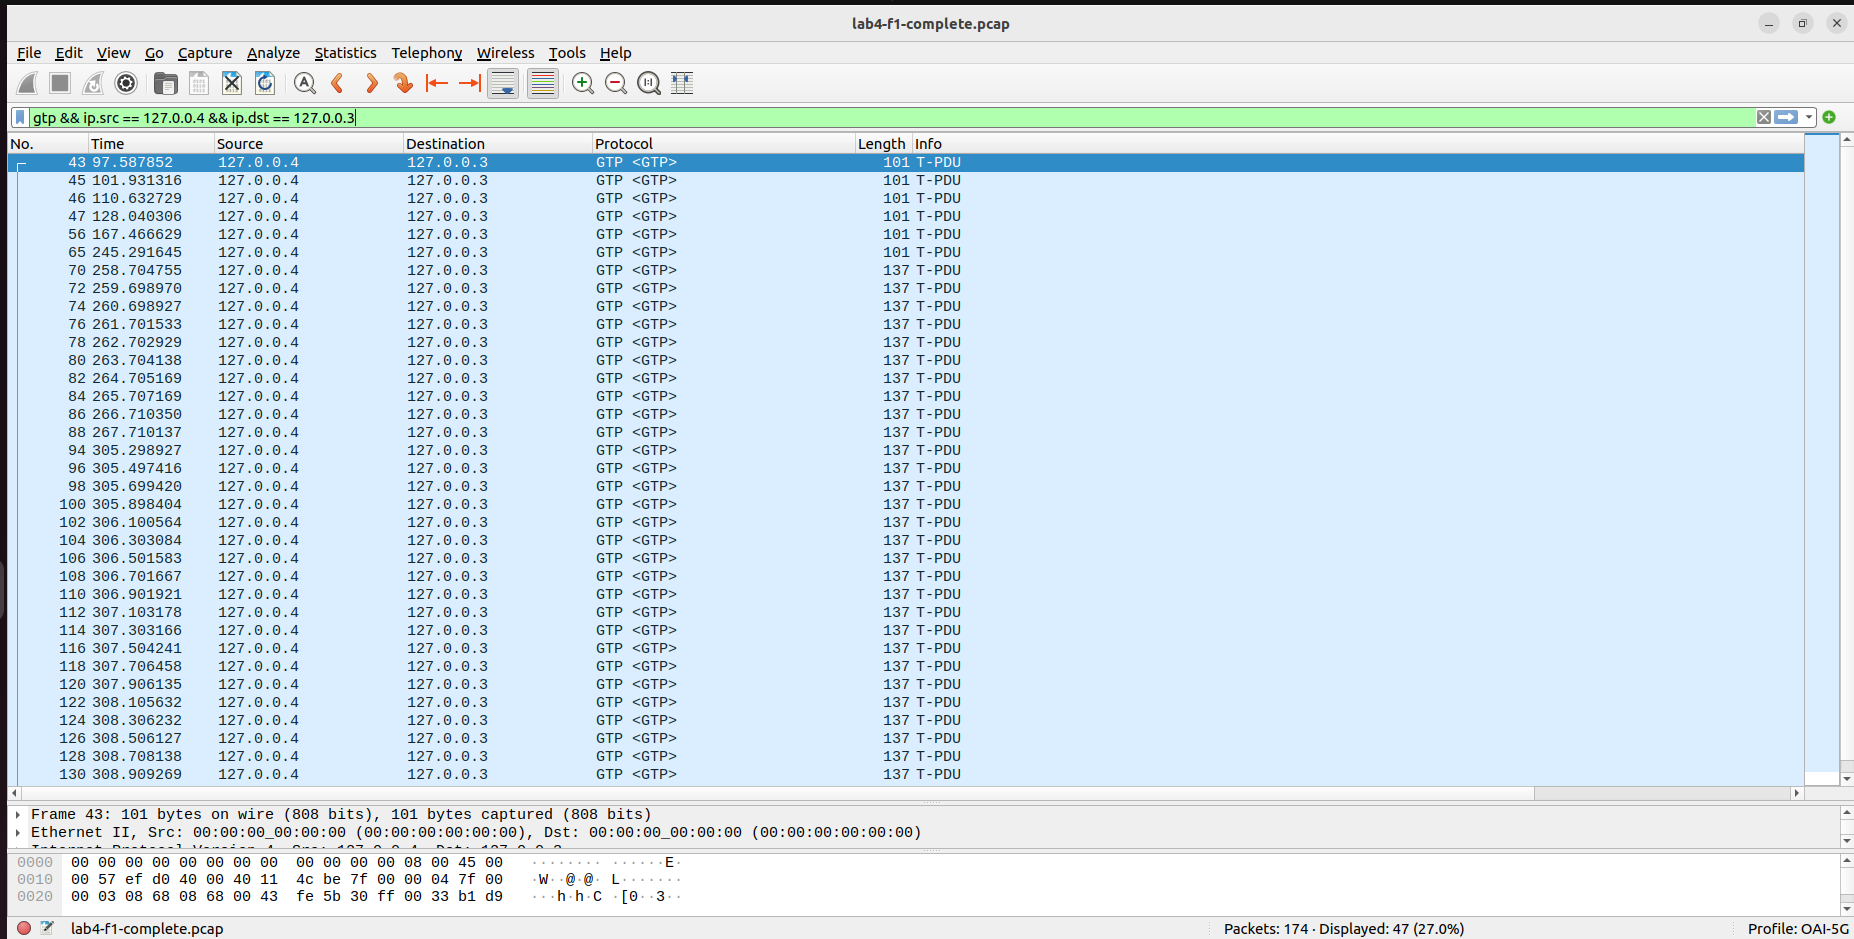 lab4-f1-complete.pcap
File Edit View Go Capture Analyze Statistics Telephony Wireless Tools Help
gtp && ip.src == 127.0.0.4 && ip.dst == 127.0.0.3
No. Time Source Destination Protocol Length Info
43 97.587852 127.0.0.4 127.0.0.3 GTP <GTP> 101 T-PDU
45 101.931316 127.0.0.4 127.0.0.3 GTP <GTP> 101 T-PDU
46 110.632729 127.0.0.4 127.0.0.3 GTP <GTP> 101 T-PDU
47 128.040306 127.0.0.4 127.0.0.3 GTP <GTP> 101 T-PDU
56 167.466629 127.0.0.4 127.0.0.3 GTP <GTP> 101 T-PDU
65 245.291645 127.0.0.4 127.0.0.3 GTP <GTP> 101 T-PDU
70 258.704755 127.0.0.4 127.0.0.3 GTP <GTP> 137 T-PDU
72 259.698970 127.0.0.4 127.0.0.3 GTP <GTP> 137 T-PDU
74 260.698927 127.0.0.4 127.0.0.3 GTP <GTP> 137 T-PDU
76 261.701533 127.0.0.4 127.0.0.3 GTP <GTP> 137 T-PDU
78 262.702929 127.0.0.4 127.0.0.3 GTP <GTP> 137 T-PDU
80 263.704138 127.0.0.4 127.0.0.3 GTP <GTP> 137 T-PDU
82 264.705169 127.0.0.4 127.0.0.3 GTP <GTP> 137 T-PDU
84 265.707169 127.0.0.4 127.0.0.3 GTP <GTP> 137 T-PDU
86 266.710350 127.0.0.4 127.0.0.3 GTP <GTP> 137 T-PDU
88 267.710137 127.0.0.4 127.0.0.3 GTP <GTP> 137 T-PDU
94 305.298927 127.0.0.4 127.0.0.3 GTP <GTP> 137 T-PDU
96 305.497416 127.0.0.4 127.0.0.3 GTP <GTP> 137 T-PDU
98 305.699420 127.0.0.4 127.0.0.3 GTP <GTP> 137 T-PDU
100 305.898404 127.0.0.4 127.0.0.3 GTP <GTP> 137 T-PDU
102 306.100564 127.0.0.4 127.0.0.3 GTP <GTP> 137 T-PDU
104 306.303084 127.0.0.4 127.0.0.3 GTP <GTP> 137 T-PDU
106 306.501583 127.0.0.4 127.0.0.3 GTP <GTP> 137 T-PDU
108 306.701667 127.0.0.4 127.0.0.3 GTP <GTP> 137 T-PDU
110 306.901921 127.0.0.4 127.0.0.3 GTP <GTP> 137 T-PDU
112 307.103178 127.0.0.4 127.0.0.3 GTP <GTP> 137 T-PDU
114 307.303166 127.0.0.4 127.0.0.3 GTP <GTP> 137 T-PDU
116 307.504241 127.0.0.4 127.0.0.3 GTP <GTP> 137 T-PDU
118 307.706458 127.0.0.4 127.0.0.3 GTP <GTP> 137 T-PDU
120 307.906135 127.0.0.4 127.0.0.3 GTP <GTP> 137 T-PDU
122 308.105632 127.0.0.4 127.0.0.3 GTP <GTP> 137 T-PDU
124 308.306232 127.0.0.4 127.0.0.3 GTP <GTP> 137 T-PDU
126 308.506127 127.0.0.4 127.0.0.3 GTP <GTP> 137 T-PDU
128 308.708138 127.0.0.4 127.0.0.3 GTP <GTP> 137 T-PDU
130 308.909269 127.0.0.4 127.0.0.3 GTP <GTP> 137 T-PDU
Frame 43: 101 bytes on wire (808 bits), 101 bytes captured (808 bits)
Ethernet II, Src: 00:00:00_00:00:00 (00:00:00:00:00:00), Dst: 00:00:00_00:00:00 (00:00:00:00:00:00)
Internet Protocol Version 4, Src: 127.0.0.4, Dst: 127.0.0.3
0000 00 00 00 00 00 00 00 00 00 00 00 00 08 00 45 00 ········ ······E·
0010 00 57 ef d0 40 00 40 11 4c be 7f 00 00 04 7f 00 ·W··@·@· L·······
0020 00 03 08 68 08 68 00 43 fe 5b 30 ff 00 33 b1 d9 ···h·h·C ·[0··3··
lab4-f1-complete.pcap Packets: 174 · Displayed: 47 (27.0%) Profile: OAI-5G